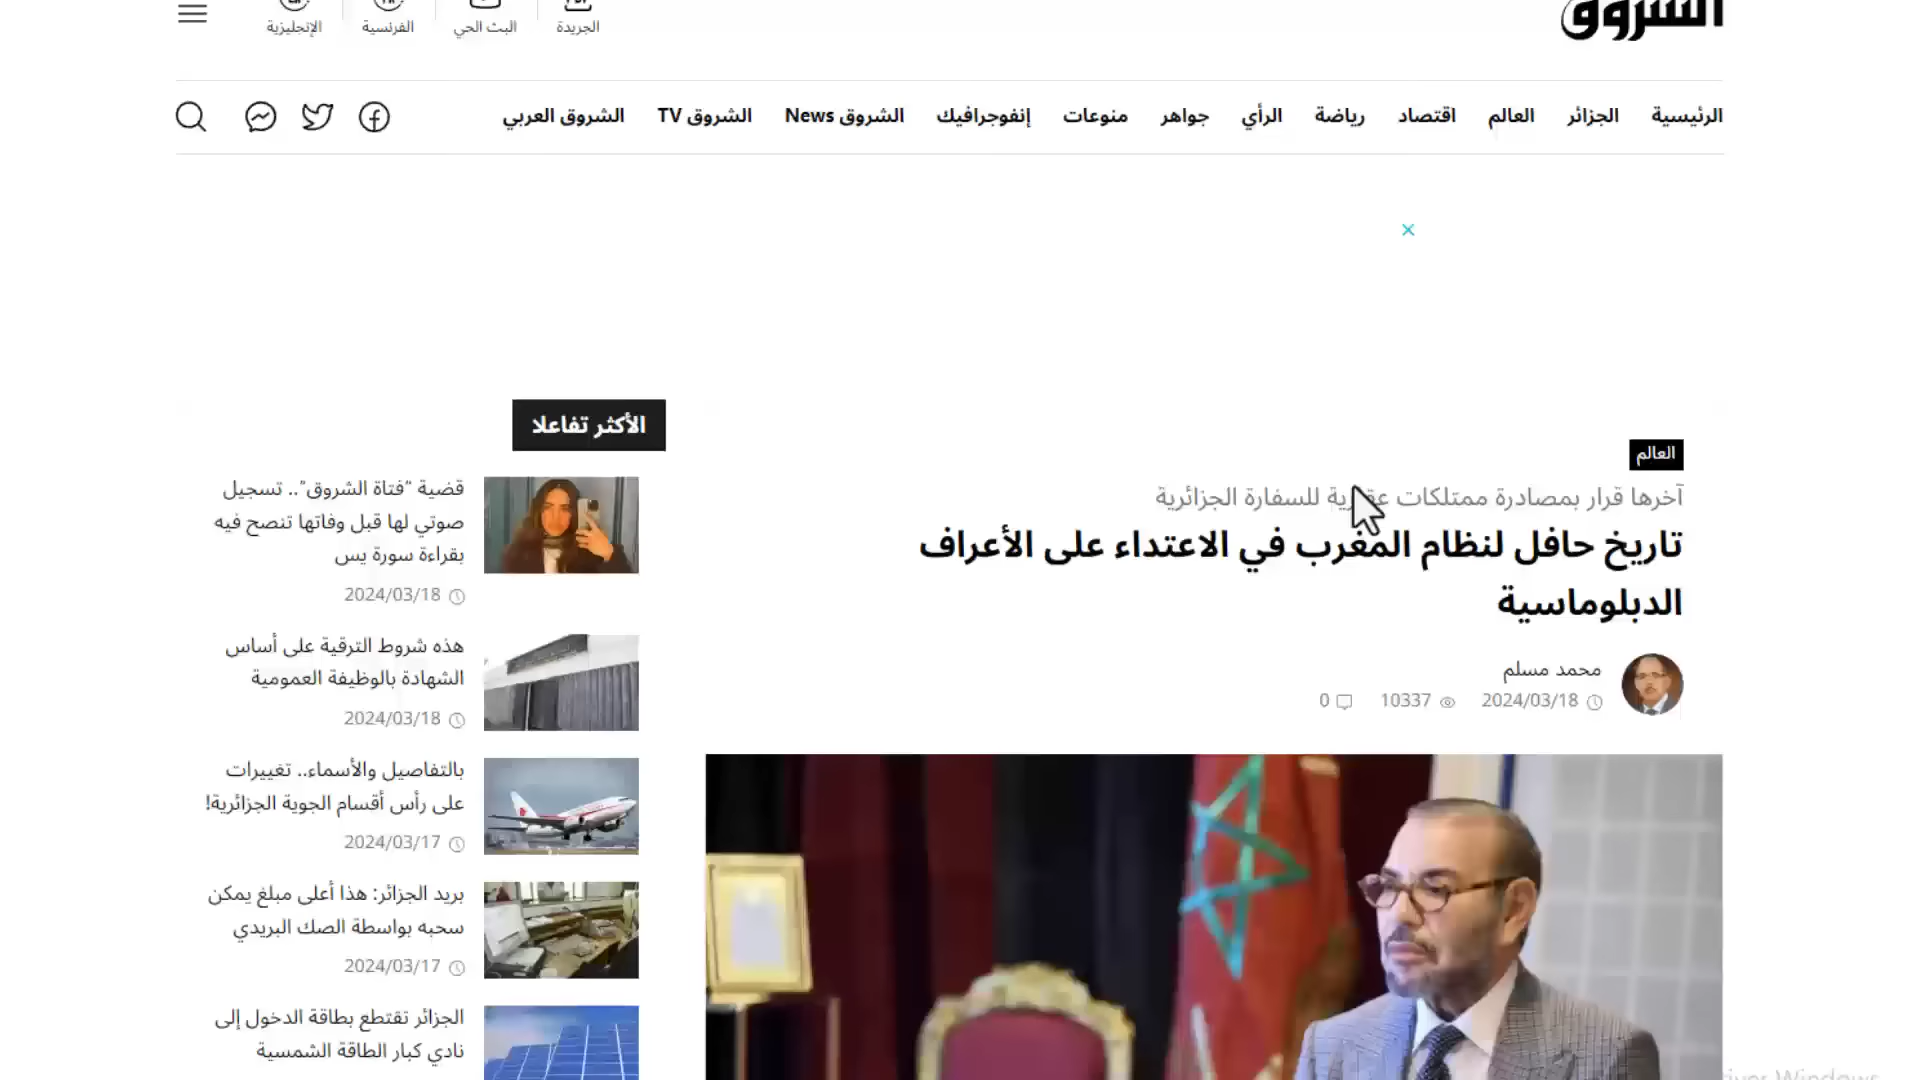 الشروق
الجريدة
البث الحي
الفرنسية
الإنجليزية
الرئيسية
الجزائر
العالم
اقتصاد
رياضة
الرأي
جواهر
منوعات
إنفوجرافيك
الشروق News
الشروق TV
الشروق العربي
العالم
آخرها قرار بمصادرة ممتلكات عقارية للسفارة الجزائرية
تاريخ حافل لنظام المغرب في الاعتداء على الأعراف
الدبلوماسية
محمد مسلم
2024/03/18
10337
0
الأكثر تفاعلا
قضية “فتاة الشروق”.. تسجيل
صوتي لها قبل وفاتها تنصح فيه
بقراءة سورة يس
2024/03/18
هذه شروط الترقية على أساس
الشهادة بالوظيفة العمومية
2024/03/18
بالتفاصيل والأسماء.. تغييرات
على رأس أقسام الجوية الجزائرية!
2024/03/17
بريد الجزائر: هذا أعلى مبلغ يمكن
سحبه بواسطة الصك البريدي
2024/03/17
الجزائر تقتطع بطاقة الدخول إلى
نادي كبار الطاقة الشمسية